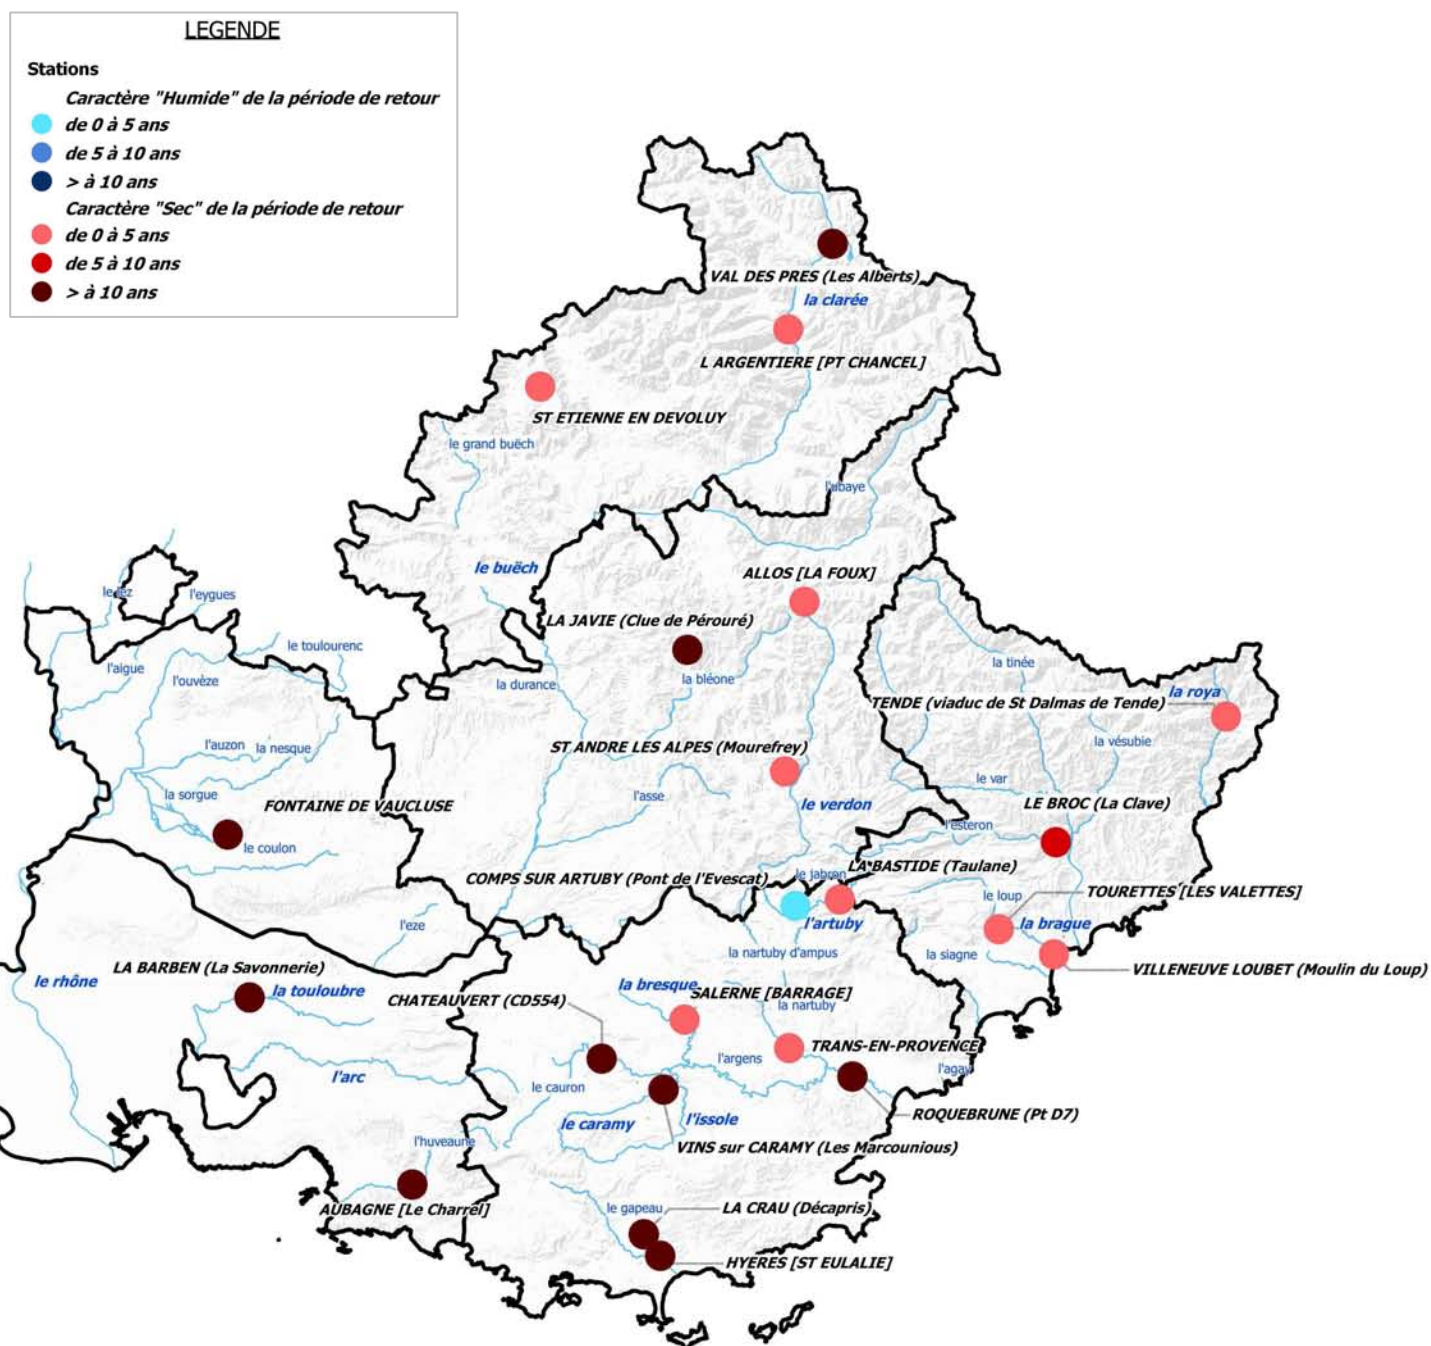 LEGENDE
Stations
Caractère "Humide" de la période de retour
de 0 à 5 ans
de 5 à 10 ans
> à 10 ans
Caractère "Sec" de la période de retour
de 0 à 5 ans
de 5 à 10 ans
> à 10 ans
VAL DES PRES (Les Alberts)
la clarée
L ARGENTIERE [PT CHANCEL]
ST ETIENNE EN DEVOLUY
le grand buëch
l'ubaye
le buëch
ALLOS [LA FOUX]
le lez
l'eygues
LA JAVIE (Clue de Pérouré)
le toulourenc
l'aigue
l'ouvèze
la durance
la bléone
la tinée
la roya
TENDE (viaduc de St Dalmas de Tende)
l'auzon
la nesque
ST ANDRE LES ALPES (Mourefrey)
la vésubie
le var
la sorgue
l'asse
FONTAINE DE VAUCLUSE
le verdon
LE BROC (La Clave)
l'esteron
le coulon
COMPS SUR ARTUBY (Pont de l'Evescat)
le jabron
LA BASTIDE (Taulane)
le loup
TOURETTES [LES VALETTES]
l'eze
l'artuby
la brague
la nartuby d'ampus
la siagne
LA BARBEN (La Savonnerie)
VILLENEUVE LOUBET (Moulin du Loup)
le rhône
la touloubre
CHATEAUVERT (CD554)
la bresque
SALERNE [BARRAGE]
la nartuby
TRANS-EN-PROVENCE
l'argens
l'arc
le cauron
l'agay
ROQUEBRUNE (Pt D7)
le caramy
l'issole
l'huveaune
VINS sur CARAMY (Les Marcounious)
AUBAGNE [Le Charrel]
le gapeau
LA CRAU (Décapris)
HYERES [ST EULALIE]